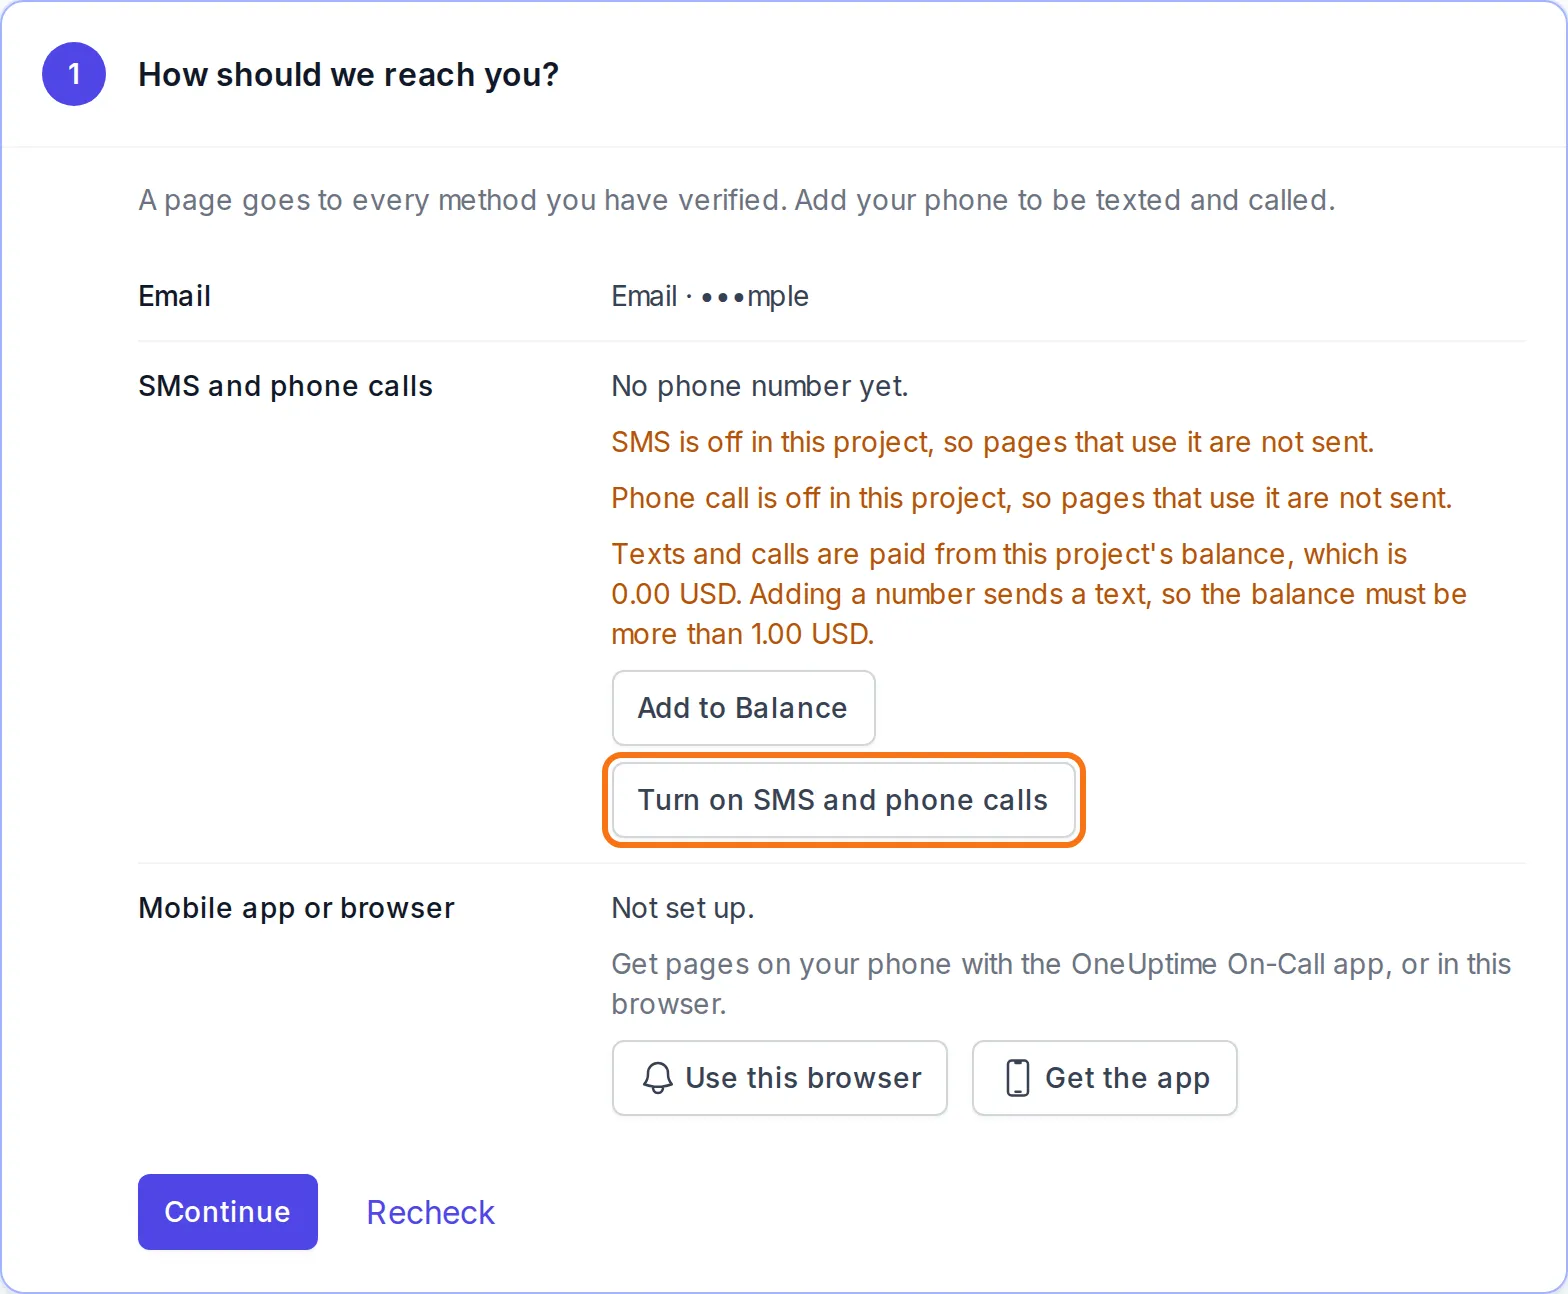 1
How should we reach you?
A page goes to every method you have verified. Add your phone to be texted and called.
Email
Email · •••mple
SMS and phone calls
No phone number yet.
SMS is off in this project, so pages that use it are not sent.
Phone call is off in this project, so pages that use it are not sent.
Texts and calls are paid from this project's balance, which is
0.00 USD. Adding a number sends a text, so the balance must be
more than 1.00 USD.
Add to Balance
Turn on SMS and phone calls
Mobile app or browser
Not set up.
Get pages on your phone with the OneUptime On-Call app, or in this
browser.
Use this browser
Get the app
Continue
Recheck